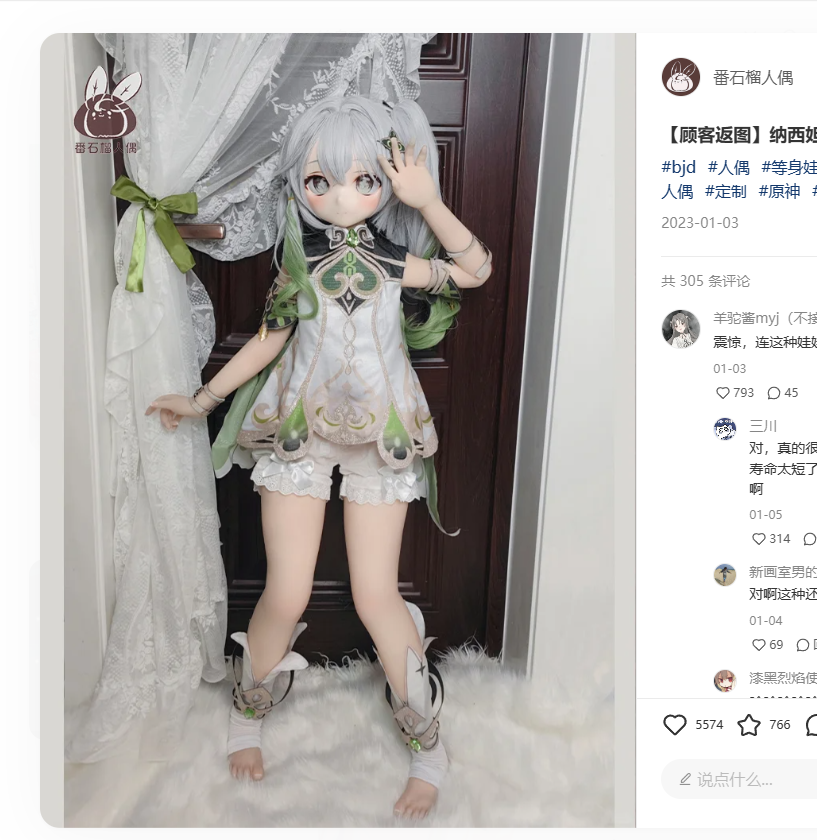 番石榴人偶
番石榴人偶
【顾客返图】纳西妲
#bjd #人偶 #等身娃
人偶 #定制 #原神 #
2023-01-03
共 305 条评论
羊驼酱myj（不接
震惊，连这种娃娃
01-03
793 45
三川
对，真的很
寿命太短了
啊
01-05
314
新画室男的
对啊这种还
01-04
69
漆黑烈焰使
5574 766
说点什么...